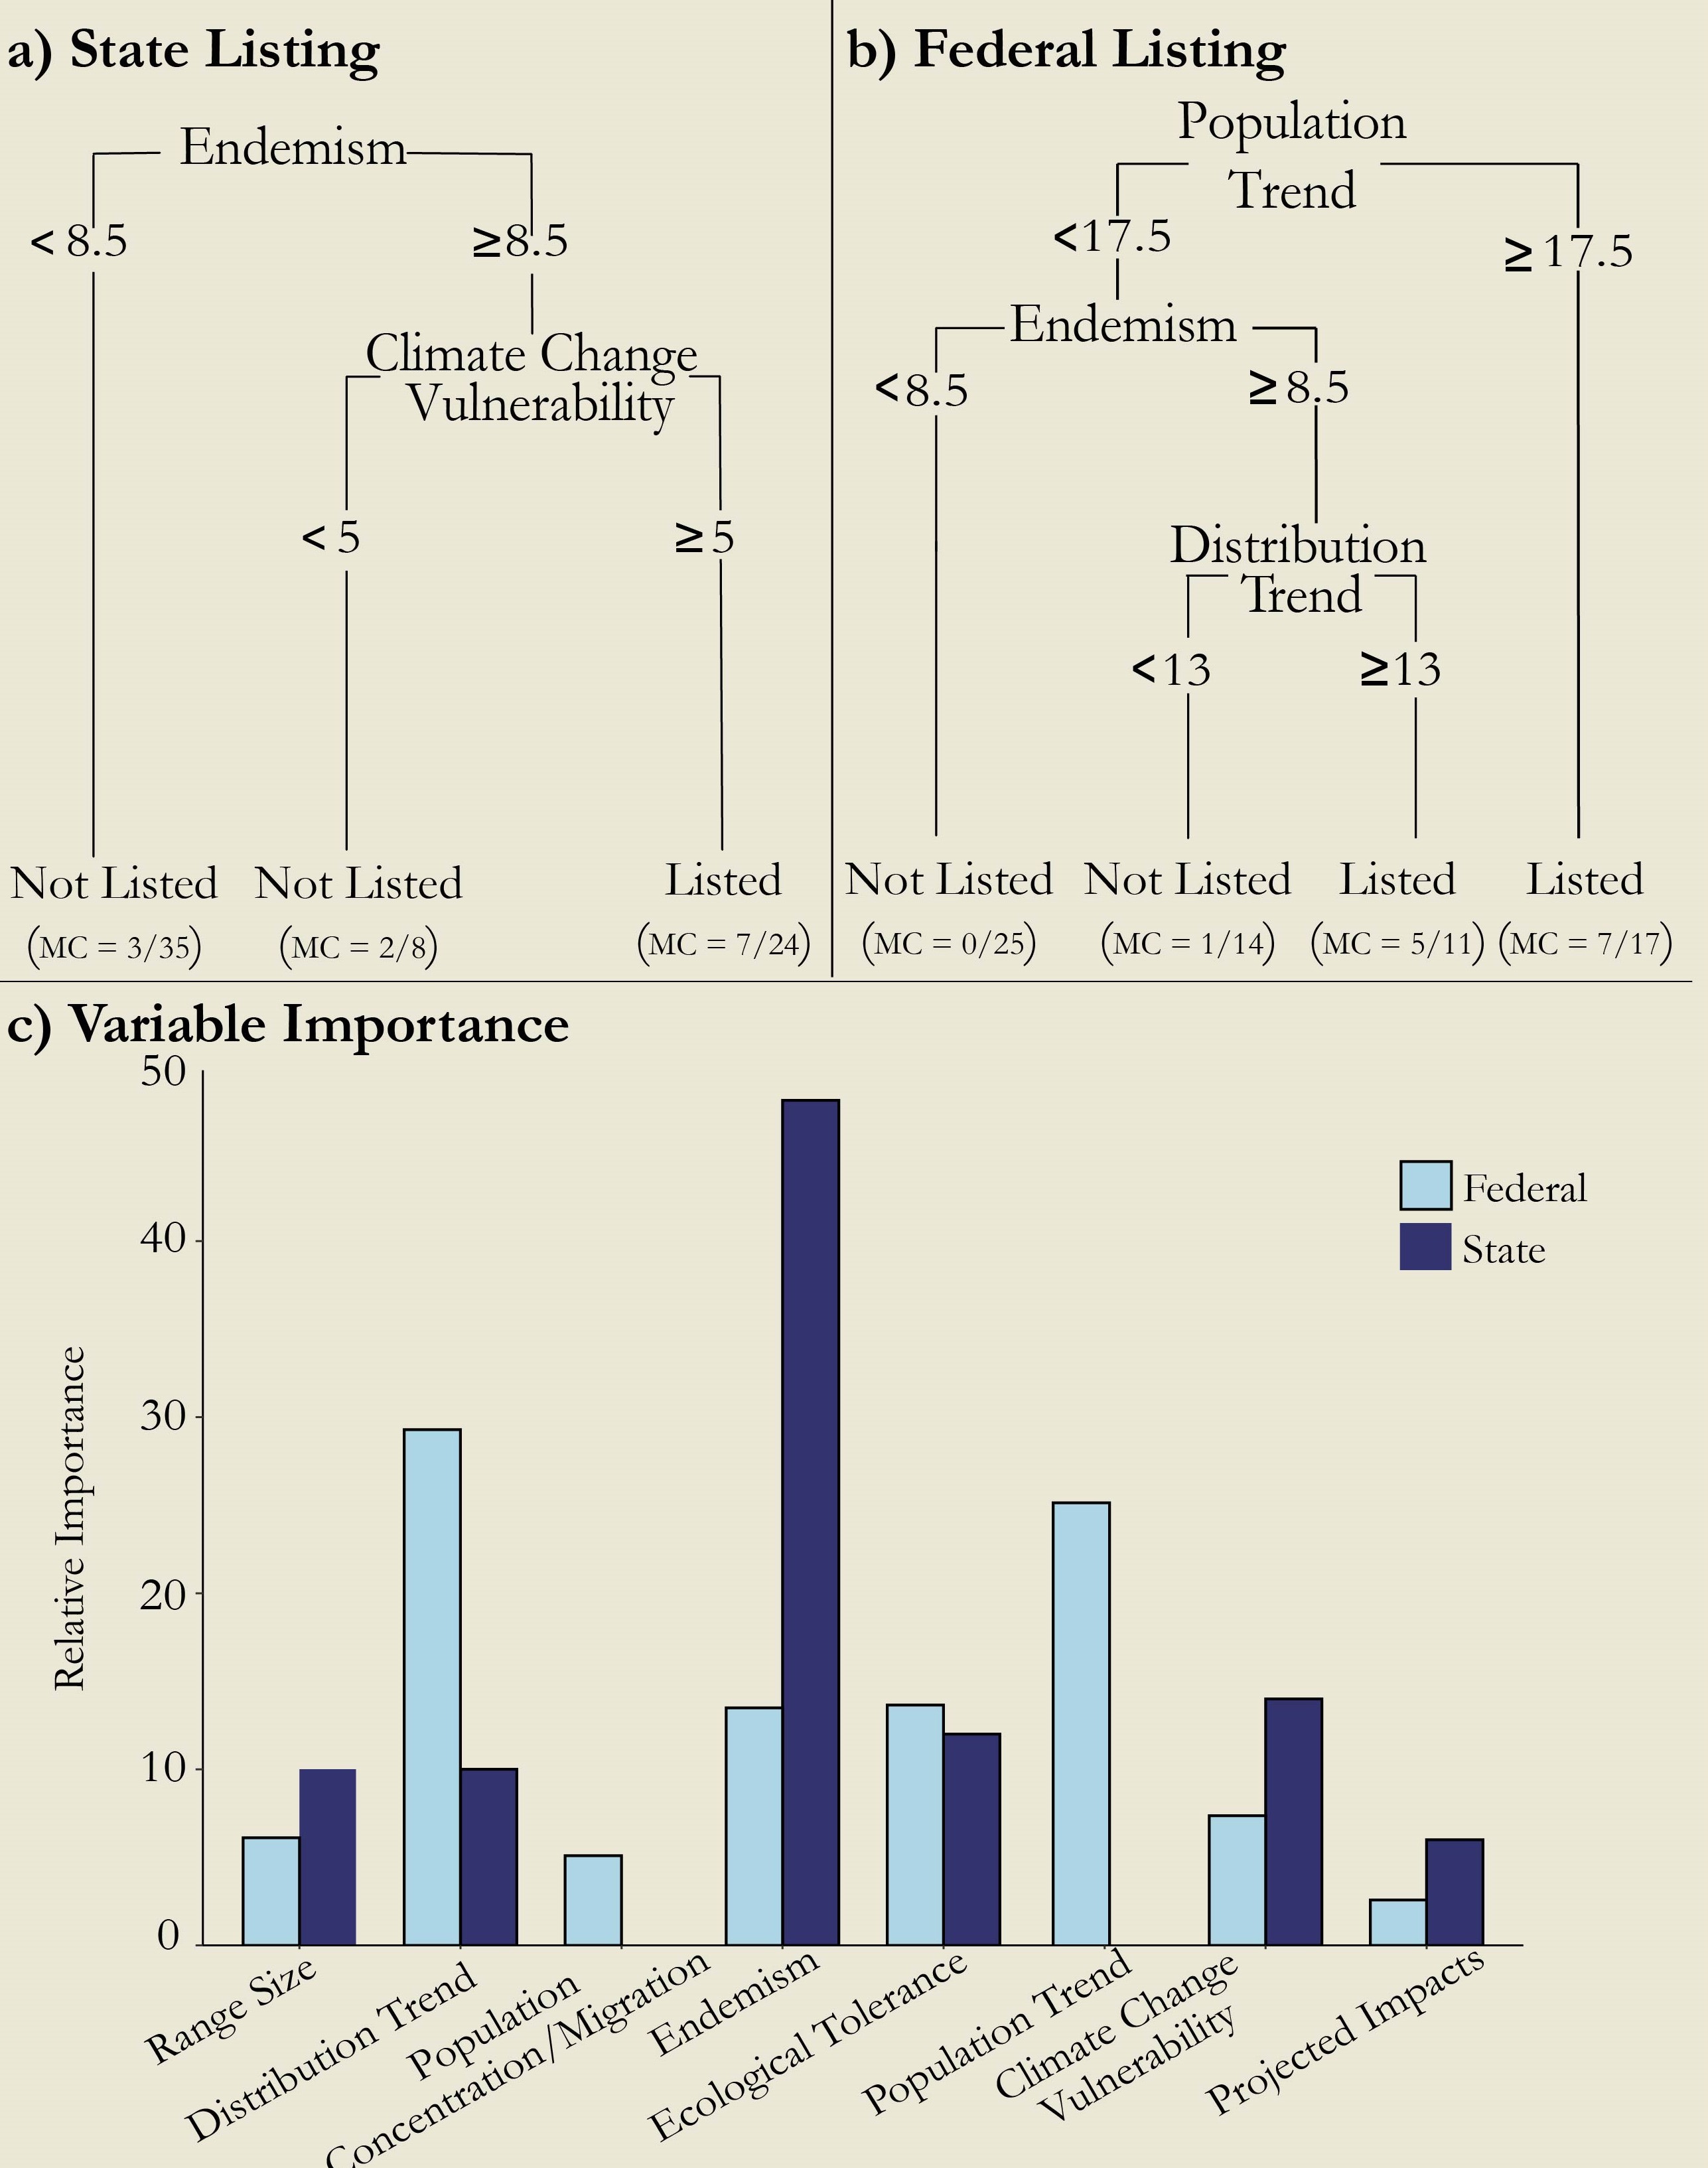 a) State Listing
Endemism
< 8.5
≥8.5
Climate Change
Vulnerability
< 5
≥ 5
Not Listed
(MC = 3/35)
Not Listed
(MC = 2/8)
Listed
(MC = 7/24)
b) Federal Listing
Population
Trend
<17.5
≥ 17.5
Endemism
<8.5
≥ 8.5
Distribution
Trend
<13
≥13
Not Listed
(MC = 0/25)
Not Listed
(MC = 1/14)
Listed
(MC = 5/11)
Listed
(MC = 7/17)
c) Variable Importance
50
40
30
20
10
0
Relative Importance
Federal
State
Range Size
Distribution Trend
Population
Concentration/Migration
Endemism
Ecological Tolerance
Population Trend
Climate Change
Vulnerability
Projected Impacts